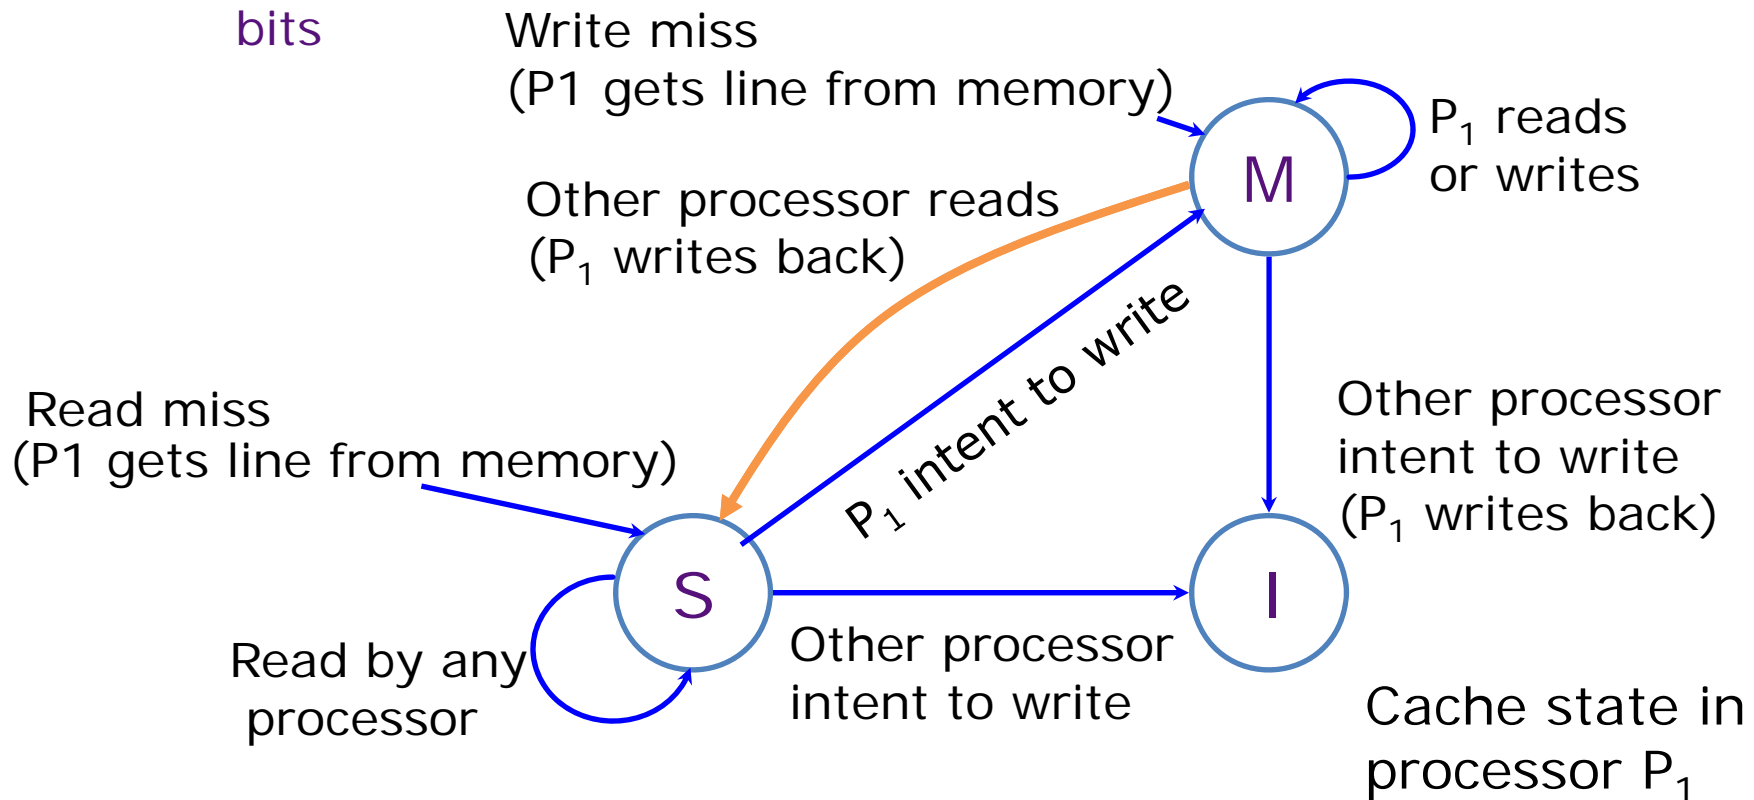 bits
Write miss
(P1 gets line from memory)
M
P₁ reads
or writes
Other processor reads
(P₁ writes back)
P₁ intent to write
Read miss
(P1 gets line from memory)
Other processor
intent to write
(P₁ writes back)
S
I
Read by any
processor
Other processor
intent to write
Cache state in
processor P₁